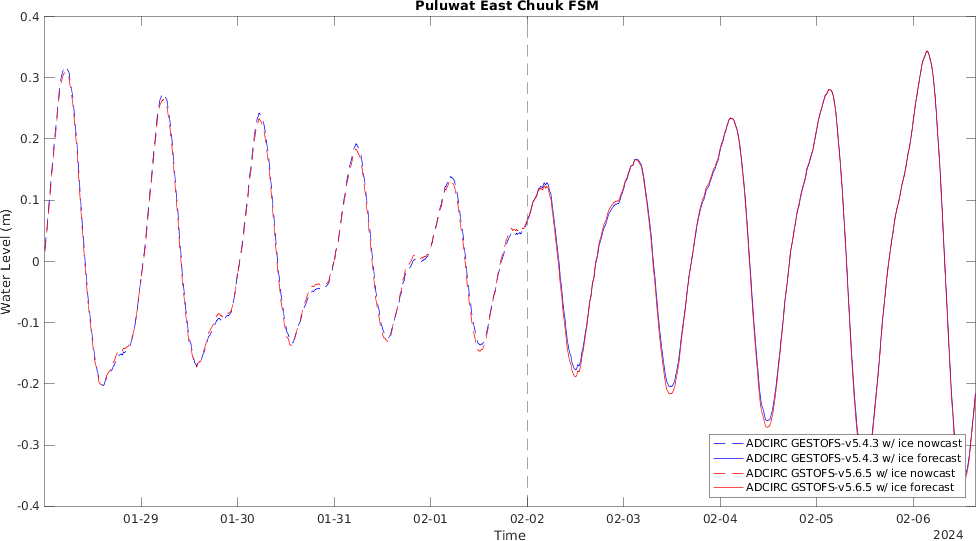 Puluwat East Chuuk FSM
0.4
0.3
0.2
0.1
0
-0.1
-0.2
-0.3
-0.4
Water Level (m)
ADCIRC GESTOFS-v5.4.3 w/ ice nowcast
ADCIRC GESTOFS-v5.4.3 w/ ice forecast
ADCIRC GSTOFS-v5.6.5 w/ ice nowcast
ADCIRC GSTOFS-v5.6.5 w/ ice forecast
01-29 01-30 01-31 02-01 02-02 02-03 02-04 02-05 02-06
Time
2024